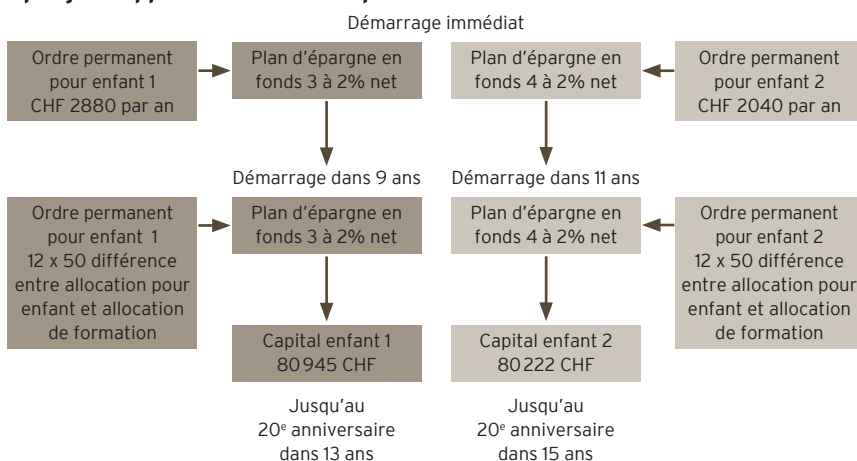 Démarrage immédiat
Ordre permanent
pour enfant 1
CHF 2880 par an
Plan d'épargne en
fonds 3 à 2% net
Plan d'épargne en
fonds 4 à 2% net
Ordre permanent
pour enfant 2
CHF 2040 par an
Démarrage dans 9 ans
Démarrage dans 11 ans
Ordre permanent
pour enfant 1
12 x 50 différence
entre allocation pour
enfant et allocation
de formation
Plan d'épargne en
fonds 3 à 2% net
Plan d'épargne en
fonds 4 à 2% net
Ordre permanent
pour enfant 2
12 x 50 différence
entre allocation pour
enfant et allocation
de formation
Capital enfant 1
80 945 CHF
Capital enfant 2
80 222 CHF
Jusqu'au
20e anniversaire
dans 13 ans
Jusqu'au
20e anniversaire
dans 15 ans